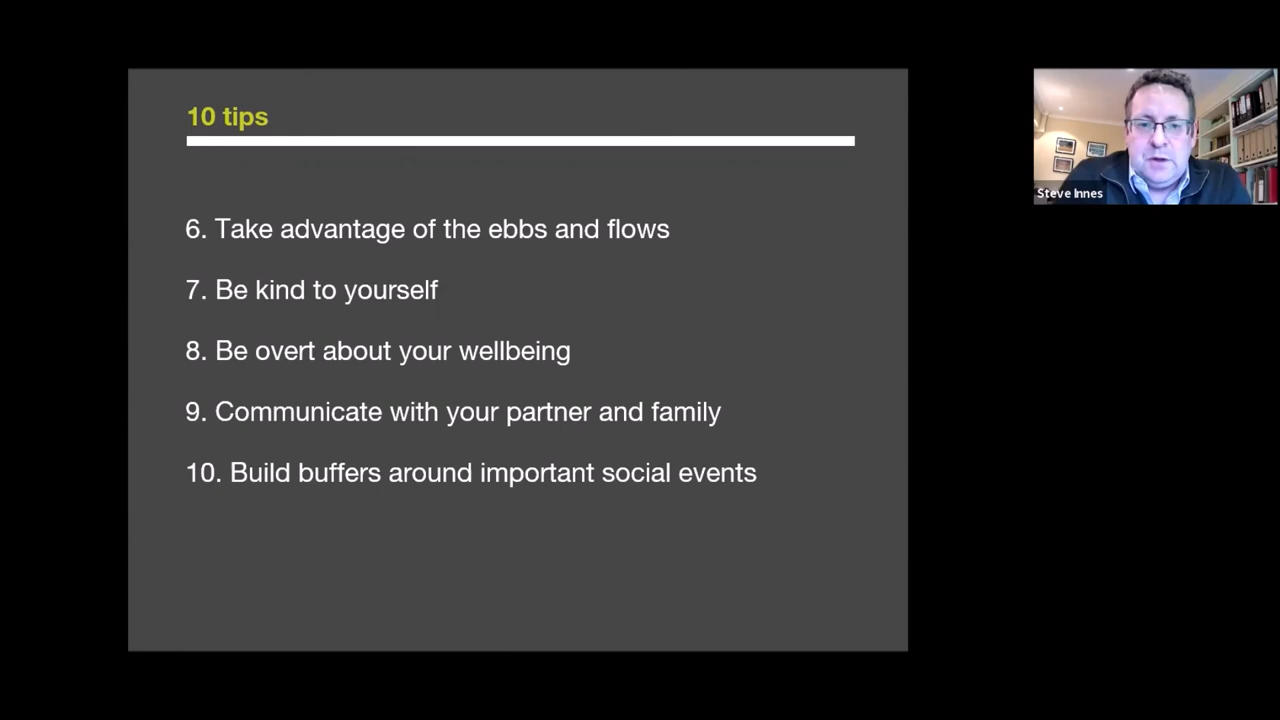 10 tips
6. Take advantage of the ebbs and flows
7. Be kind to yourself
8. Be overt about your wellbeing
9. Communicate with your partner and family
10. Build buffers around important social events
Steve Innes